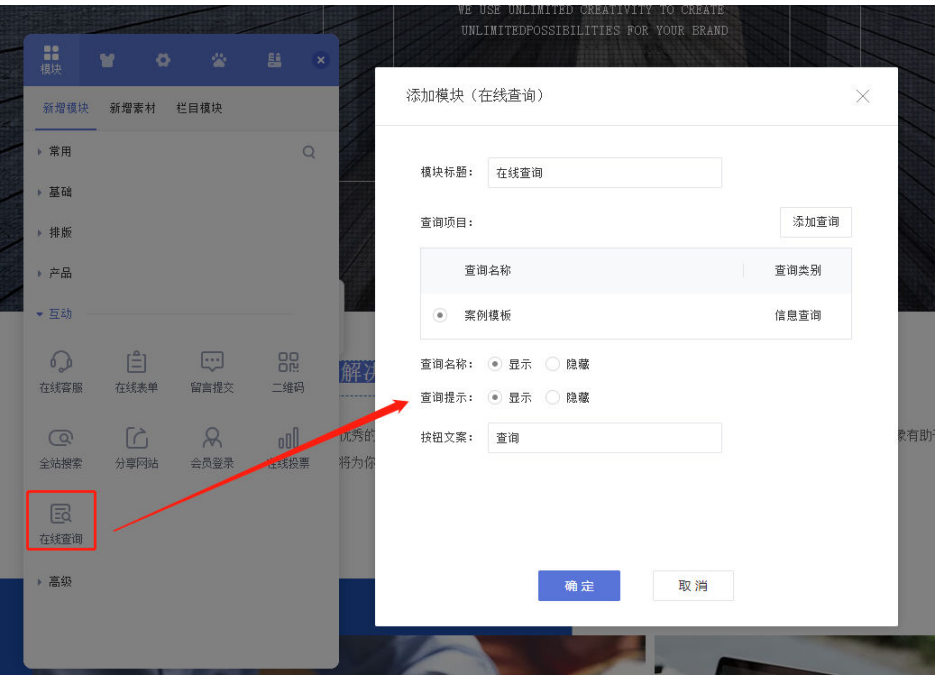 WE USE UNLIMITED CREATIVITY TO CREATE
UNLIMITEDPOSSIBILITIES FOR YOUR BRAND
模块
新增模块 新增素材 栏目模块
常用
基础
排版
产品
互动
在线客服 在线表单 留言提交 二维码
全站搜索 分享网站 会员登录 在线投票
在线查询
高级
解决
优秀的
将为你
象有助于
添加模块（在线查询）
模块标题： 在线查询
查询项目： 添加查询
查询名称 查询类别
案例模板 信息查询
查询名称： 显示 隐藏
查询提示： 显示 隐藏
按钮文案： 查询
确定 取消